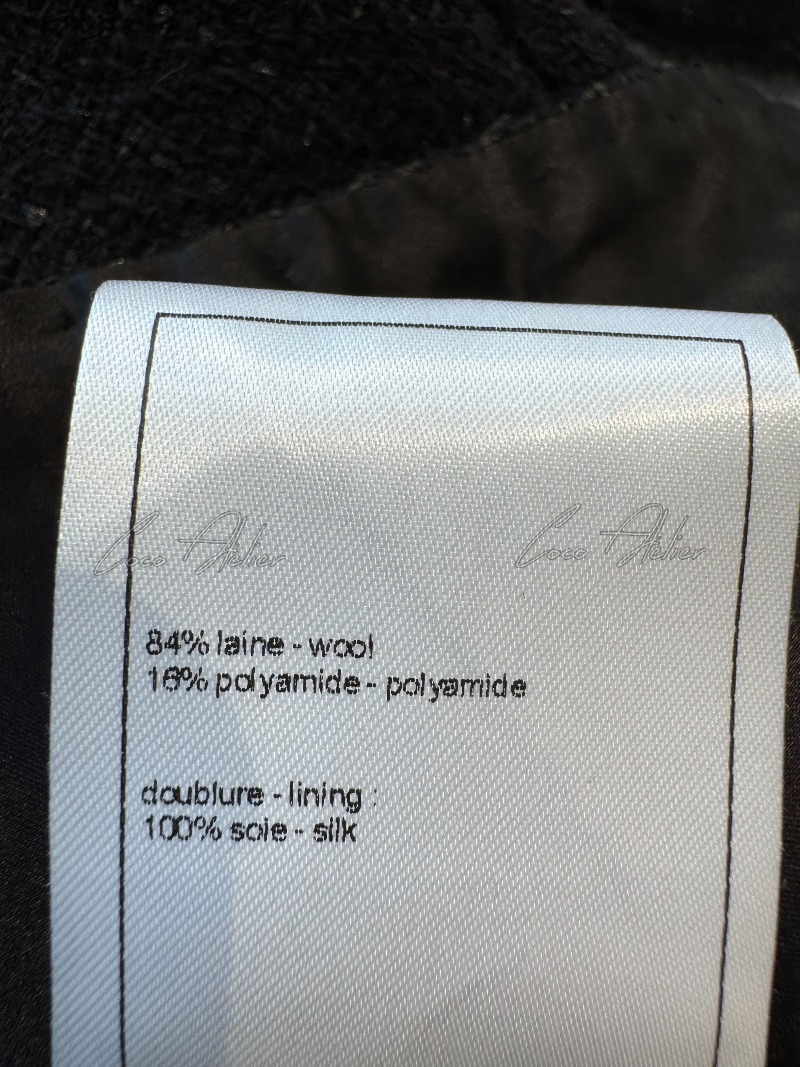 Coco Atelier Coco Atelier
84% laine - wool
16% polyamide - polyamide
doublure - lining :
100% soie - silk